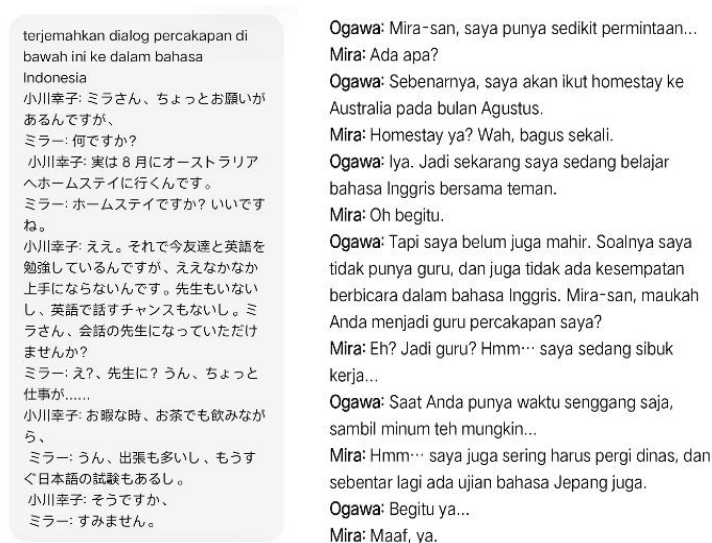 terjemahkan dialog percakapan di
bawah ini ke dalam bahasa
Indonesia
小川幸子: ミラさん、ちょっとお願いが
あるんですが、
ミラー: 何ですか?
小川幸子: 実は 8 月にオーストラリア
へホームステイに行くんです。
ミラー: ホームステイですか? いいです
ね。
小川幸子: ええ。それで今友達と英語を
勉強しているんですが、ええなかなか
上手にならないんです。先生もいない
し、英語で話すチャンスもないし。ミ
ラさん、会話の先生になっていただけ
ませんか?
ミラー: え?、先生に? うん、ちょっと
仕事が......
小川幸子: お暇な時、お茶でも飲みなが
ら、
ミラー: うん、出張も多いし、もうす
ぐ日本語の試験もあるし。
小川幸子: そうですか、
ミラー: すみません。
Ogawa: Mira-san, saya punya sedikit permintaan...
Mira: Ada apa?
Ogawa: Sebenarnya, saya akan ikut homestay ke
Australia pada bulan Agustus.
Mira: Homestay ya? Wah, bagus sekali.
Ogawa: Iya. Jadi sekarang saya sedang belajar
bahasa Inggris bersama teman.
Mira: Oh begitu.
Ogawa: Tapi saya belum juga mahir. Soalnya saya
tidak punya guru, dan juga tidak ada kesempatan
berbicara dalam bahasa Inggris. Mira-san, maukah
Anda menjadi guru percakapan saya?
Mira: Eh? Jadi guru? Hmm… saya sedang sibuk
kerja...
Ogawa: Saat Anda punya waktu senggang saja,
sambil minum teh mungkin...
Mira: Hmm… saya juga sering harus pergi dinas, dan
sebentar lagi ada ujian bahasa Jepang juga.
Ogawa: Begitu ya...
Mira: Maaf, ya.